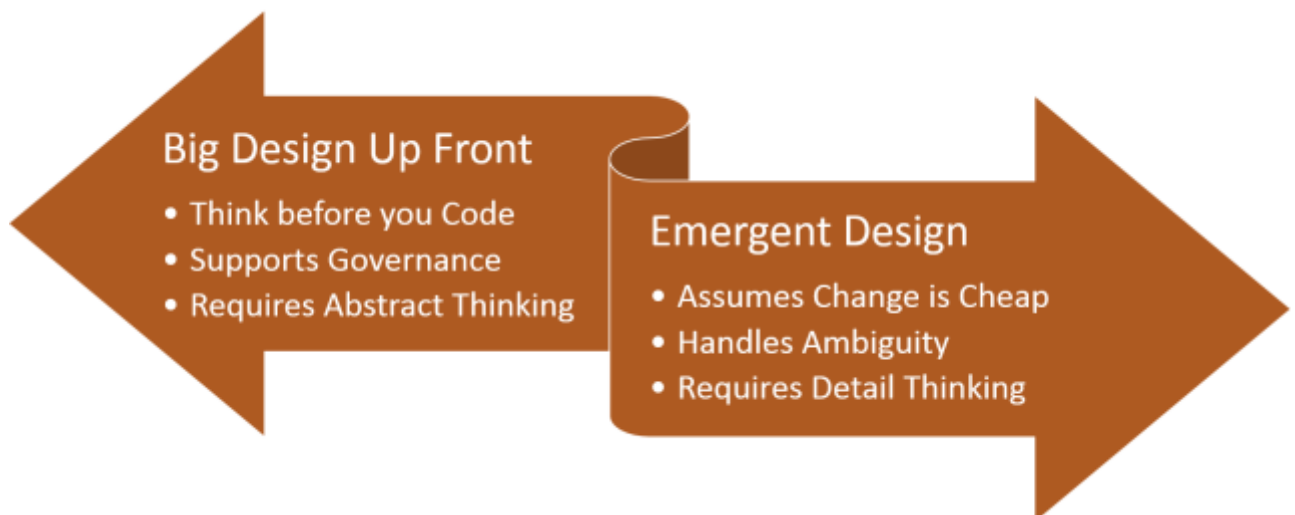 Big Design Up Front
• Think before you Code
• Supports Governance
• Requires Abstract Thinking
Emergent Design
• Assumes Change is Cheap
• Handles Ambiguity
• Requires Detail Thinking